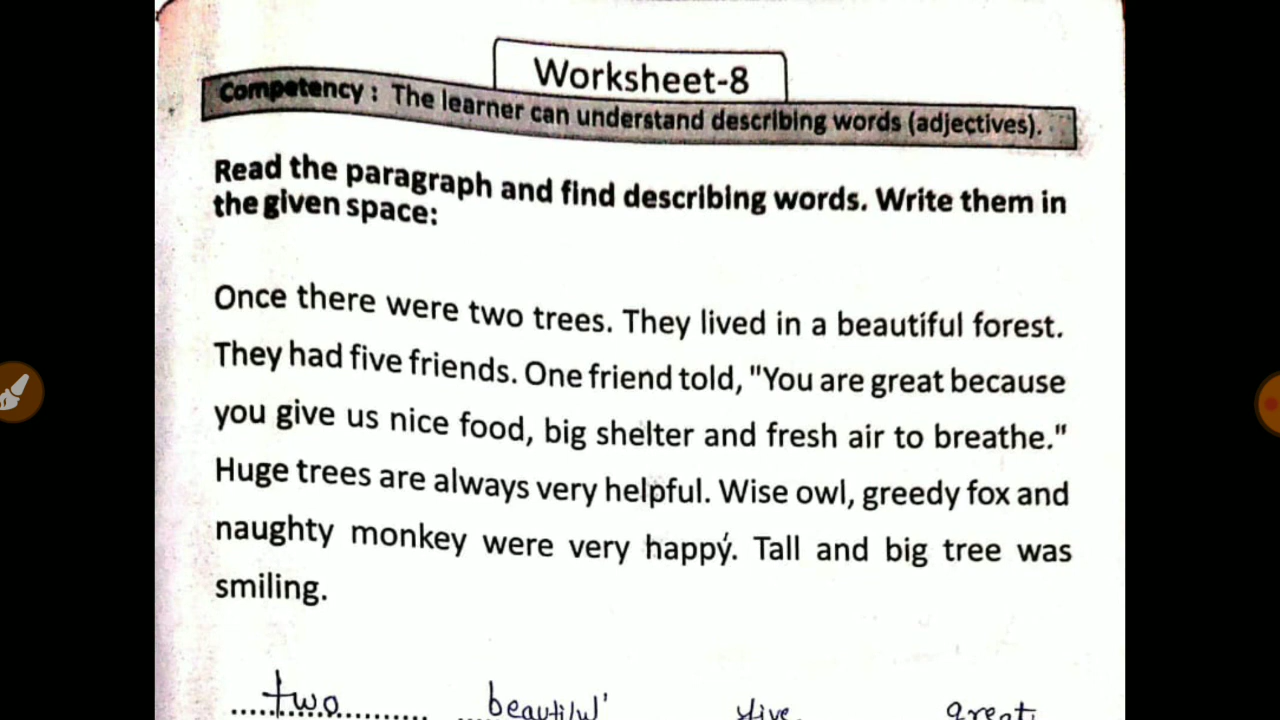 Worksheet-8
Competency : The learner can understand describing words (adjectives).
Read the paragraph and find describing words. Write them in
the given space:
Once there were two trees. They lived in a beautiful forest.
They had five friends. One friend told, "You are great because
you give us nice food, big shelter and fresh air to breathe."
Huge trees are always very helpful. Wise owl, greedy fox and
naughty monkey were very happy. Tall and big tree was
smiling.
two beautiful five great